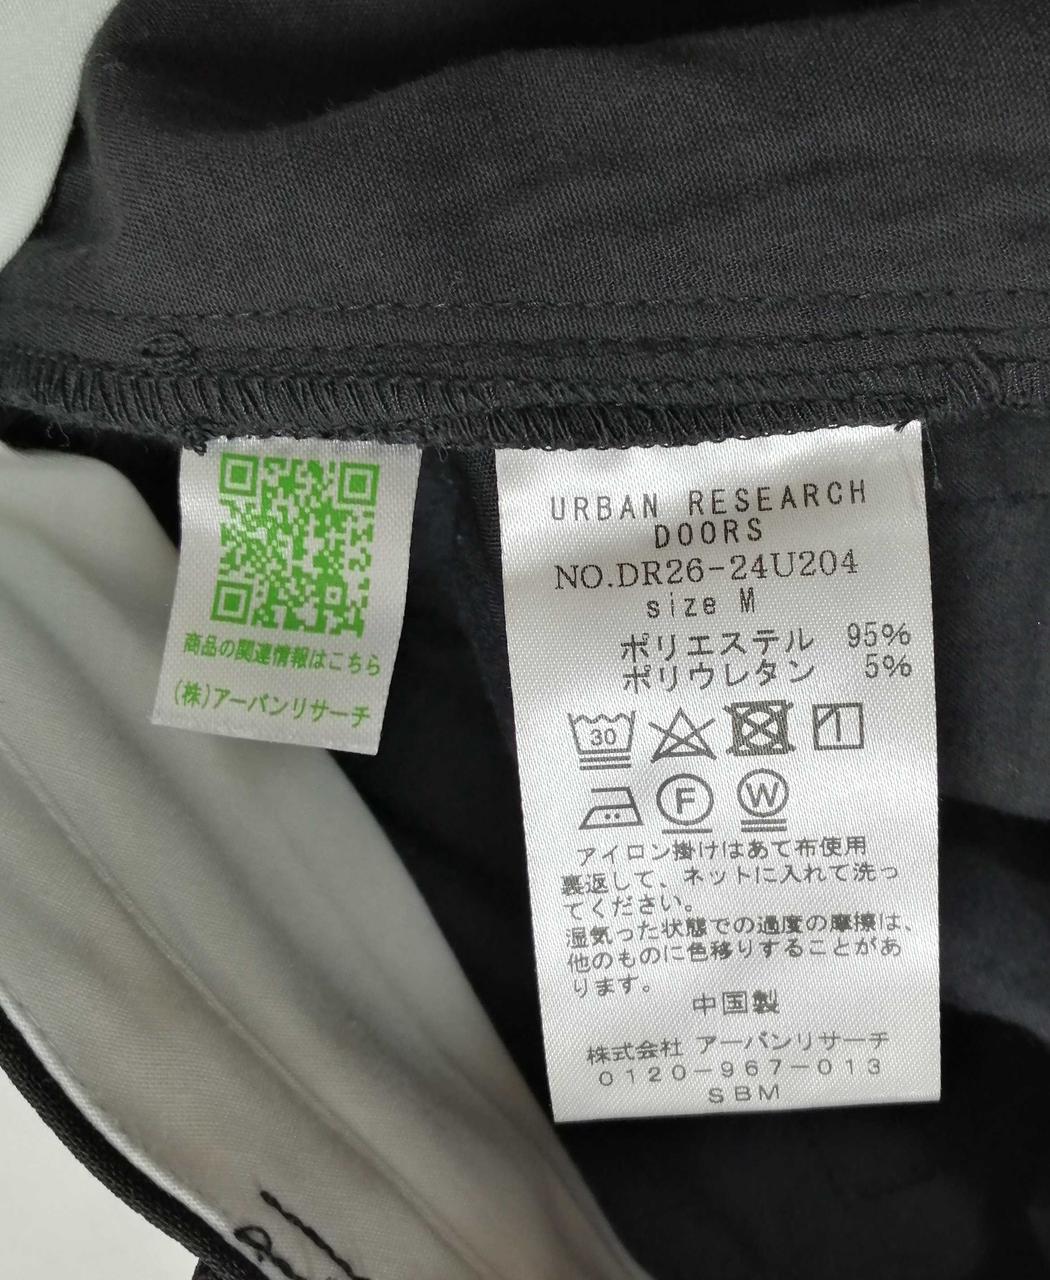 商品の関連情報はこちら
(株)アーバンリサーチ
URBAN RESEARCH
DOORS
NO.DR26-24U204
size M
ポリエステル 95%
ポリウレタン 5%
30
F W
アイロン掛けはあて布使用
裏返して、ネットに入れて洗っ
てください。
湿気った状態での過度の摩擦は、
他のものに色移りすることがあ
ります。
中国製
株式会社 アーバンリサーチ
0120-967-013
SBM